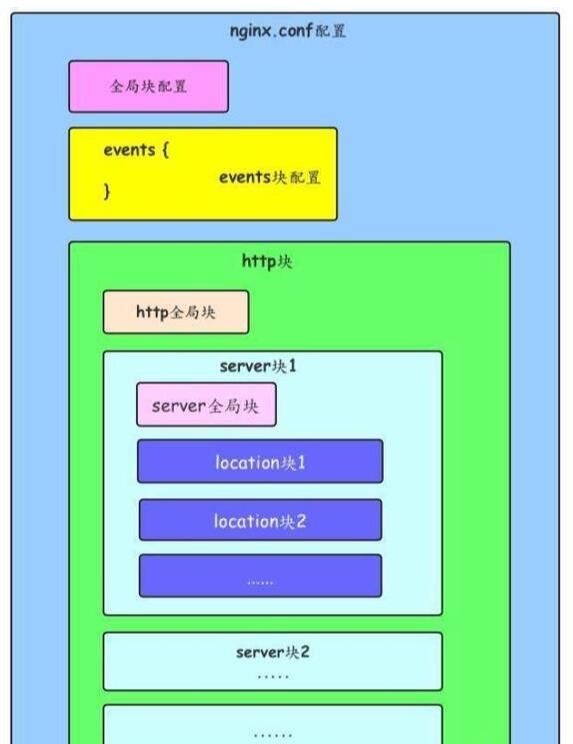 nginx.conf配置
全局块配置
events {
events块配置
}
http块
http全局块
server块1
server全局块
location块1
location块2
......
server块2
.....
......